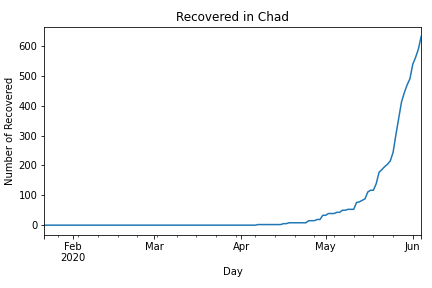 Recovered in Chad
Number of Recovered
600
500
400
300
200
100
0
Feb
2020
Mar
Apr
May
Jun
Day